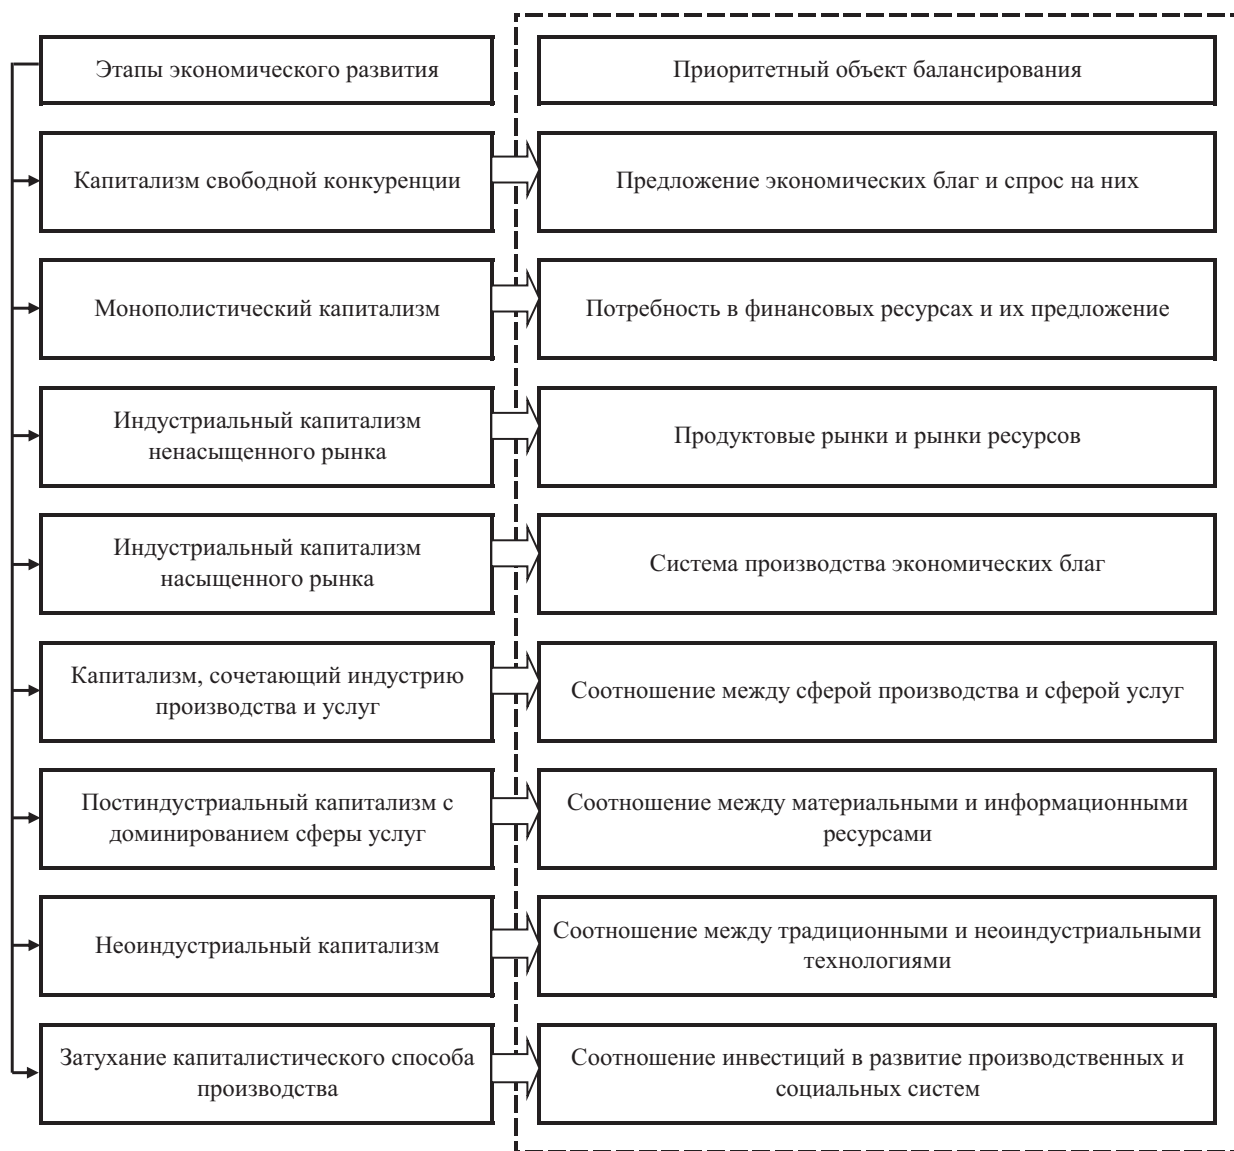 Этапы экономического развития
Приоритетный объект балансирования
Капитализм свободной конкуренции
Предложение экономических благ и спрос на них
Монополистический капитализм
Потребность в финансовых ресурсах и их предложение
Индустриальный капитализм
ненасыщенного рынка
Продуктовые рынки и рынки ресурсов
Индустриальный капитализм
насыщенного рынка
Система производства экономических благ
Капитализм, сочетающий индустрию
производства и услуг
Соотношение между сферой производства и сферой услуг
Постиндустриальный капитализм с
доминированием сферы услуг
Соотношение между материальными и информационными
ресурсами
Неоиндустриальный капитализм
Соотношение между традиционными и неоиндустриальными
технологиями
Затухание капиталистического способа
производства
Соотношение инвестиций в развитие производственных и
социальных систем